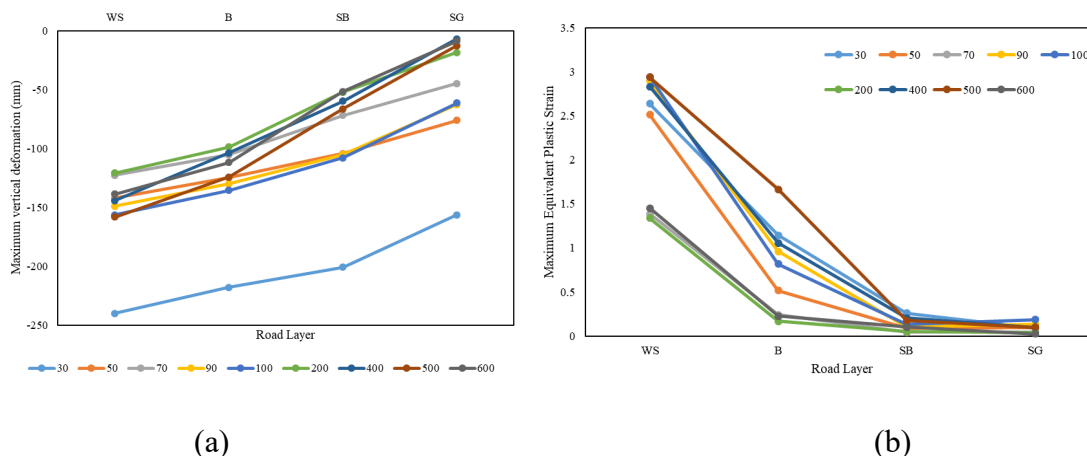 WS B SB SG
0
-50
-100
-150
-200
-250
Maximum vertical deformation (mm)
Road Layer
30 50 70 90 100 200 400 500 600
(a)
3.5
3
2.5
2
1.5
1
0.5
0
Maximum Equivalent Plastic Strain
30 50 70 90 100
200 400 500 600
WS B SB SG
Road Layer
(b)